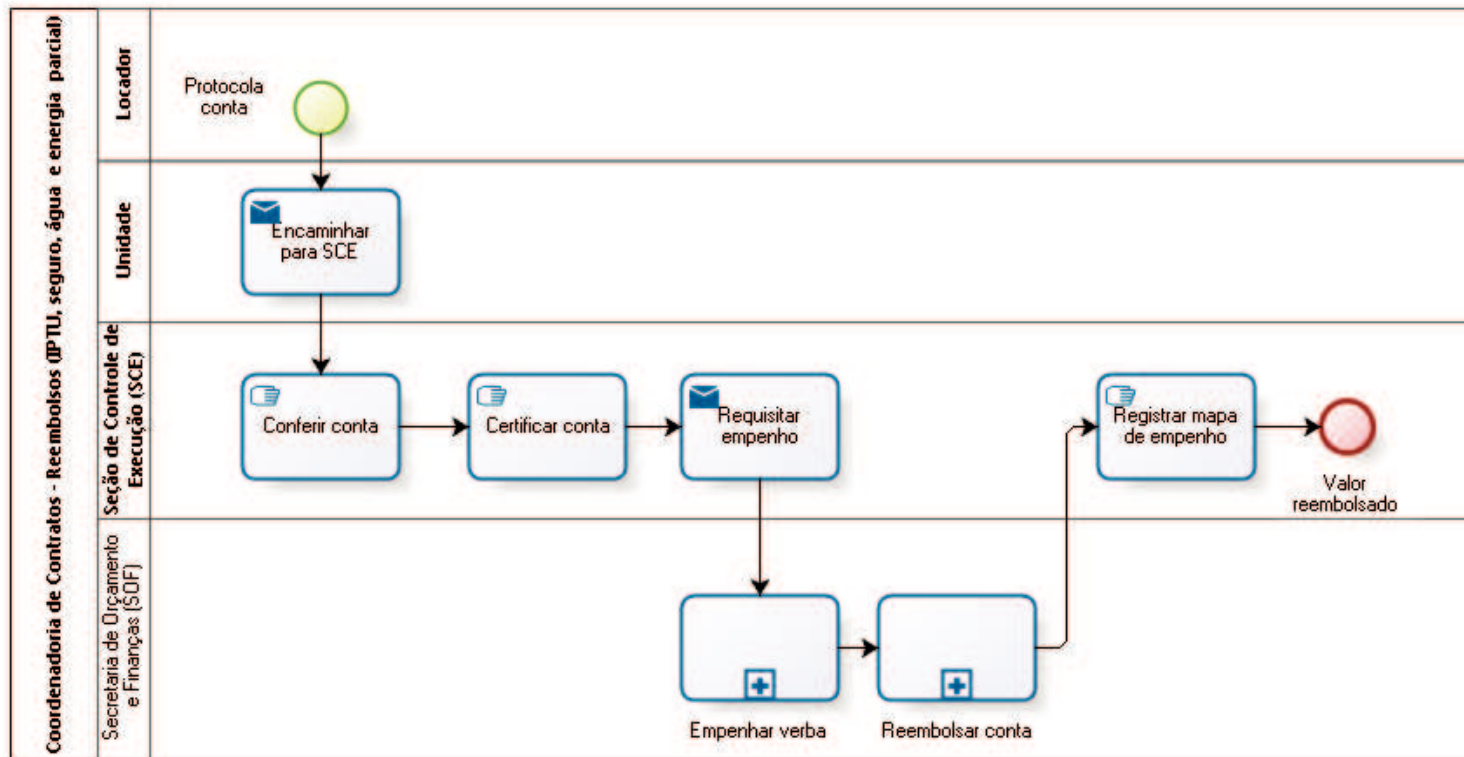 Coordenadoria de Contratos - Reembolsos (IPTU, seguro, água e energia parcial)
Locador
Protocola
conta
Unidade
Encaminhar
para SCE
Seção de Controle de
Execução (SCE)
Conferir conta
Certificar conta
Requisitar
empenho
Registrar mapa
de empenho
Valor
reembolsado
Secretaria de Orçamento
e Finanças (SOF)
Empenhar verba
Reembolsar conta